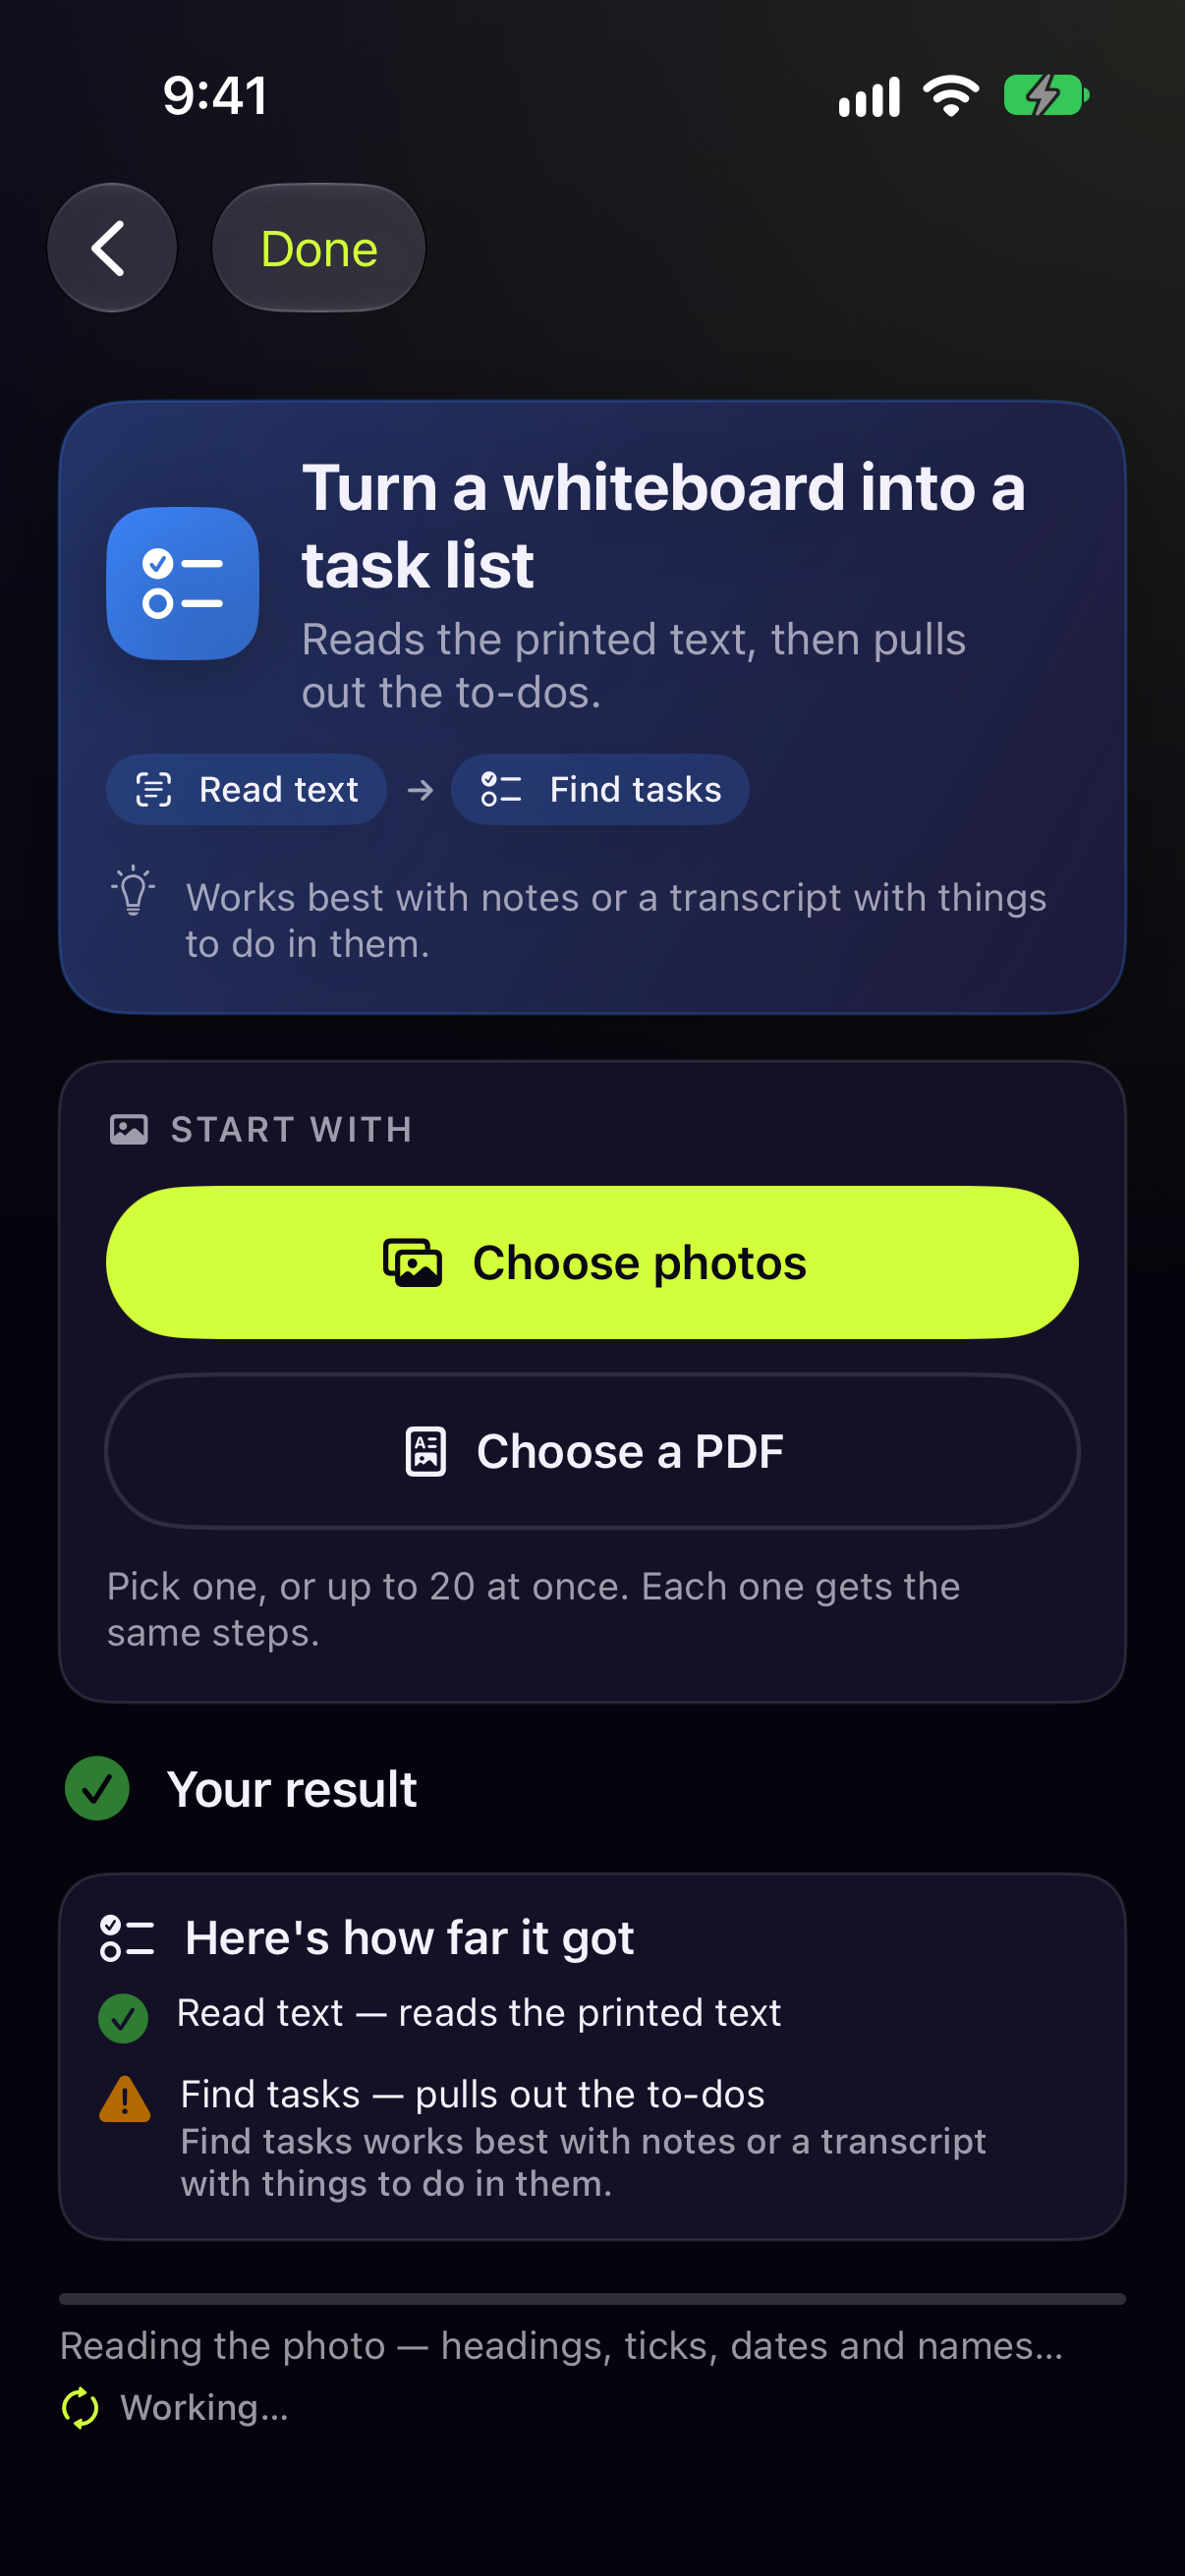 9:41
Done
Turn a whiteboard into a
task list
Reads the printed text, then pulls
out the to-dos.
Read text → Find tasks
Works best with notes or a transcript with things
to do in them.
START WITH
Choose photos
Choose a PDF
Pick one, or up to 20 at once. Each one gets the
same steps.
Your result
Here's how far it got
Read text — reads the printed text
Find tasks — pulls out the to-dos
Find tasks works best with notes or a transcript
with things to do in them.
Reading the photo — headings, ticks, dates and names...
Working...